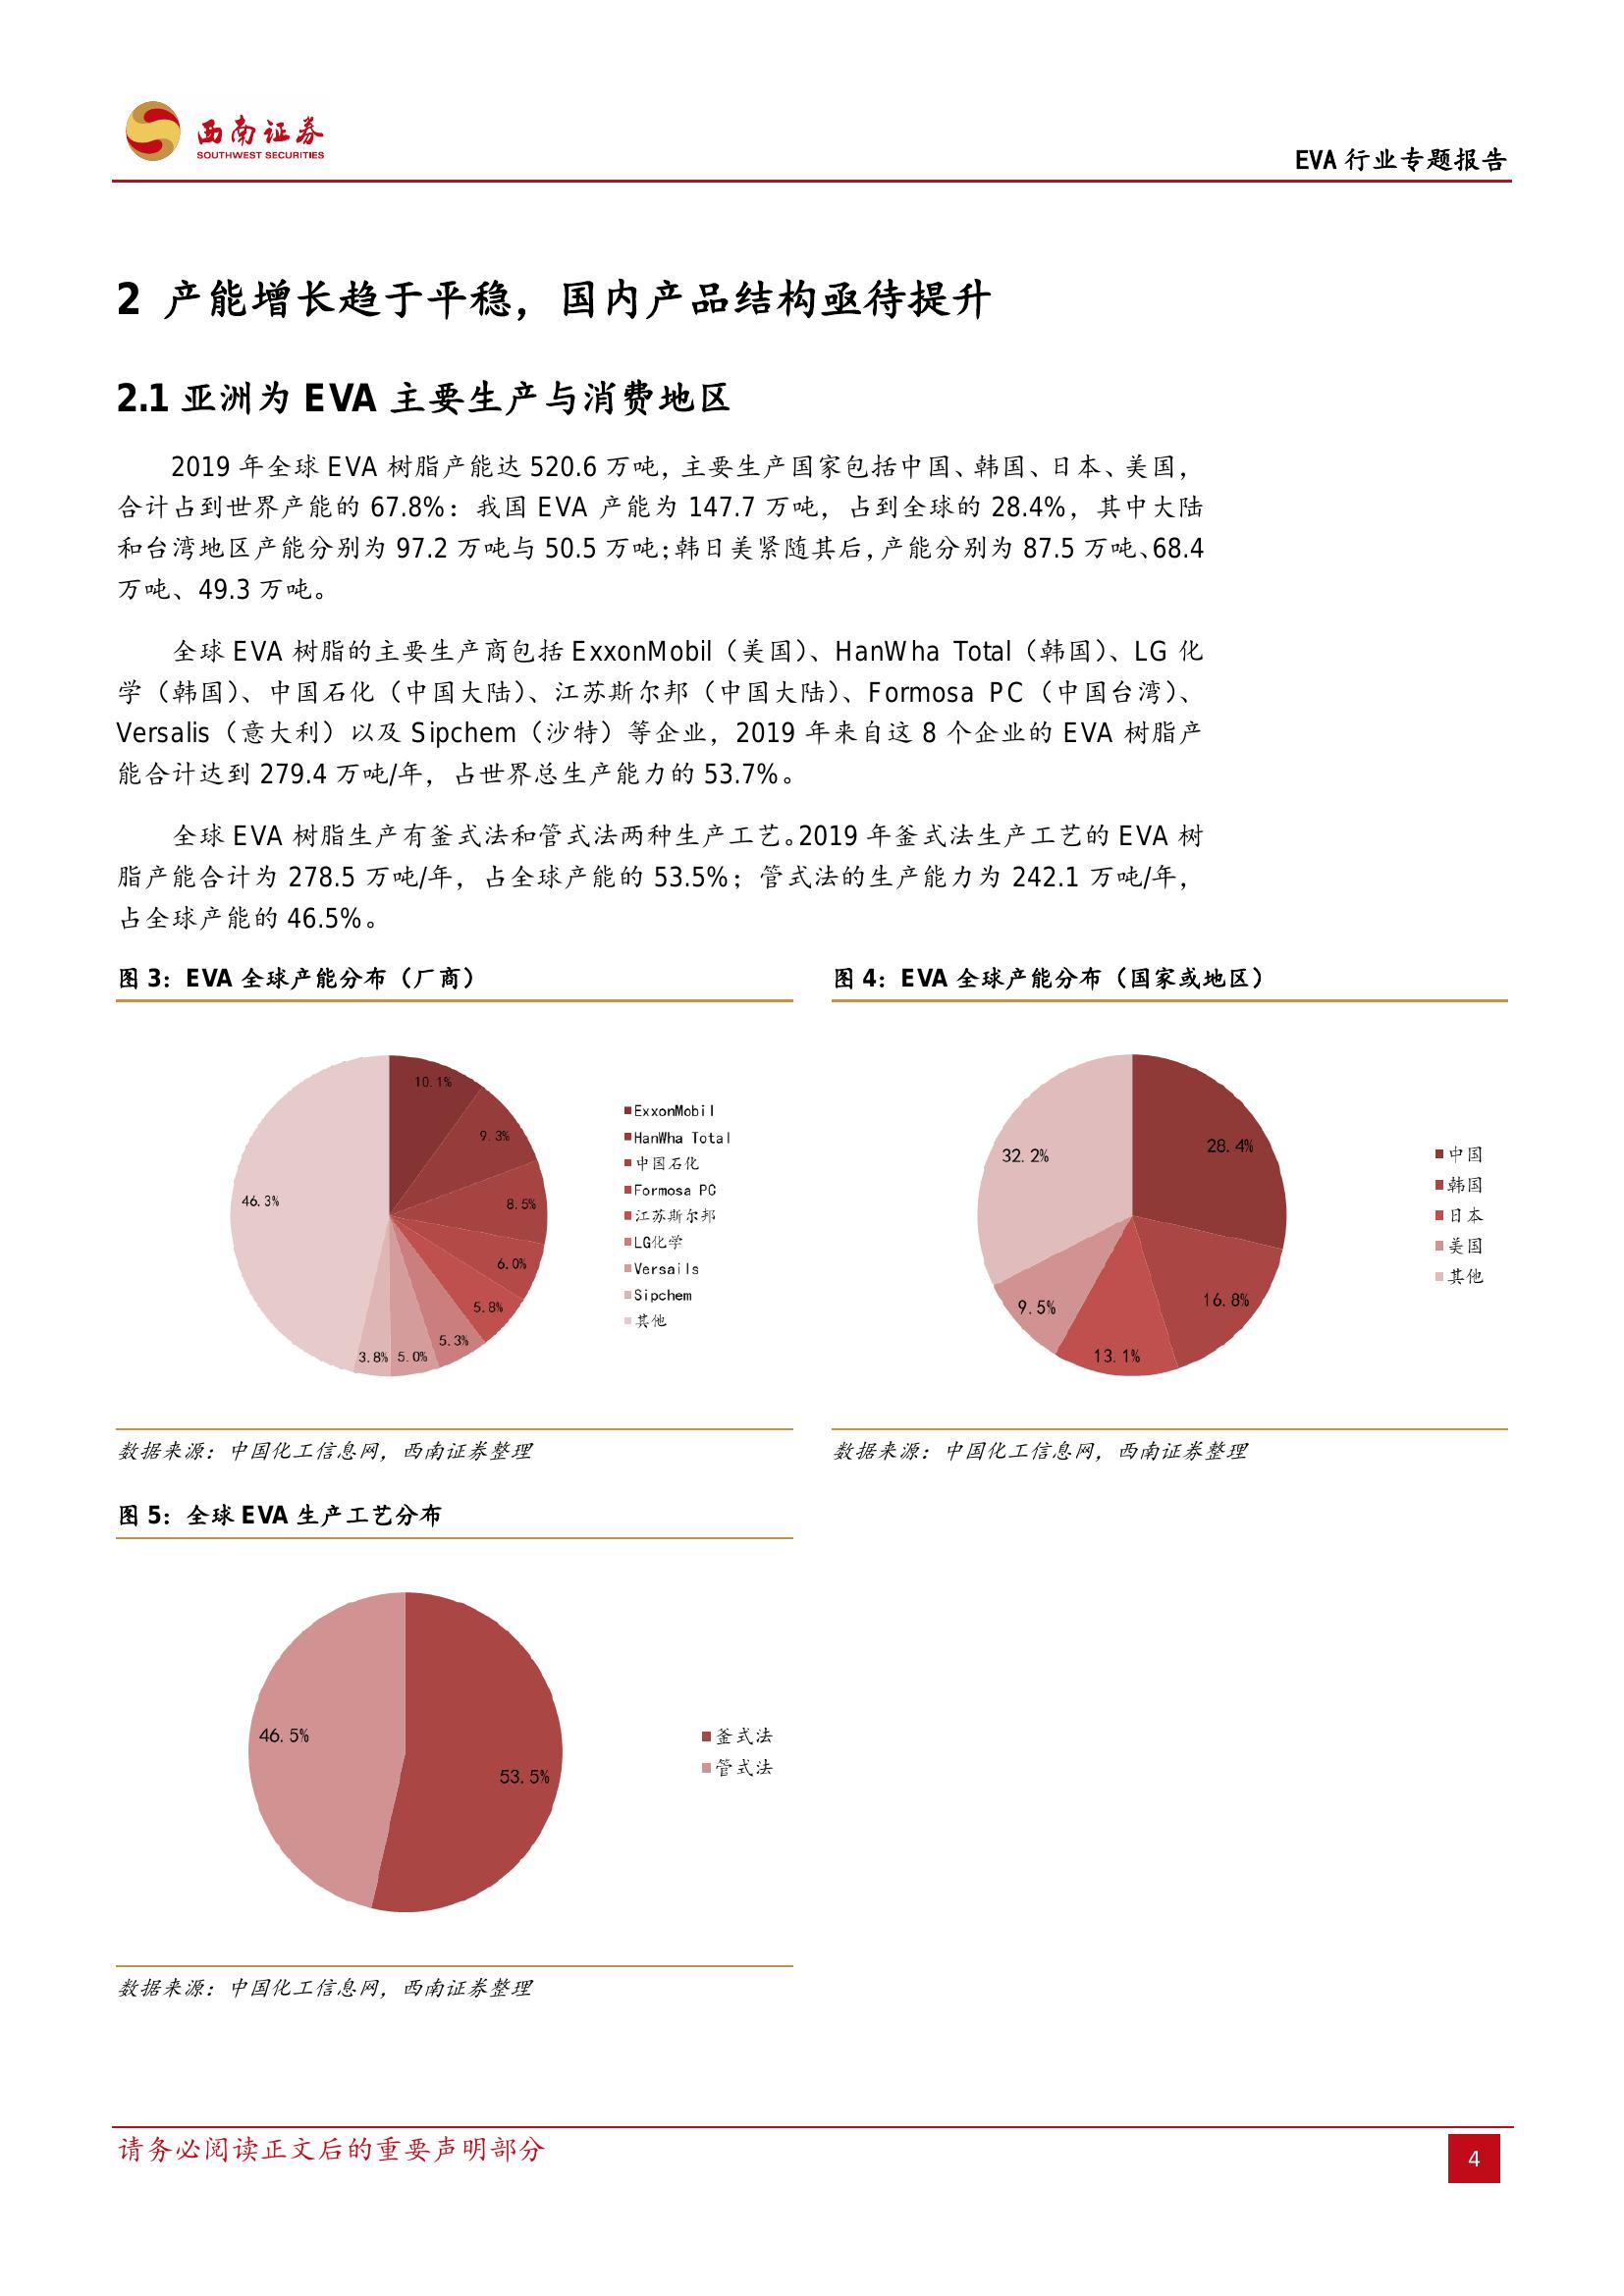 西南证券
SOUTHWEST SECURITIES
EVA 行业专题报告
2 产能增长趋于平稳，国内产品结构亟待提升
2.1 亚洲为 EVA 主要生产与消费地区
2019 年全球 EVA 树脂产能达 520.6 万吨，主要生产国家包括中国、韩国、日本、美国，
合计占到世界产能的 67.8%：我国 EVA 产能为 147.7 万吨，占到全球的 28.4%，其中大陆
和台湾地区产能分别为 97.2 万吨与 50.5 万吨；韩日美紧随其后，产能分别为 87.5 万吨、68.4
万吨、49.3 万吨。
全球 EVA 树脂的主要生产商包括 ExxonMobil（美国）、HanWha Total（韩国）、LG 化
学（韩国）、中国石化（中国大陆）、江苏斯尔邦（中国大陆）、Formosa PC（中国台湾）、
Versalis（意大利）以及 Sipchem（沙特）等企业，2019 年来自这 8 个企业的 EVA 树脂产
能合计达到 279.4 万吨/年，占世界总生产能力的 53.7%。
全球 EVA 树脂生产有釜式法和管式法两种生产工艺。2019 年釜式法生产工艺的 EVA 树
脂产能合计为 278.5 万吨/年，占全球产能的 53.5%；管式法的生产能力为 242.1 万吨/年，
占全球产能的 46.5%。
图 3：EVA 全球产能分布（厂商）
10.1%
9.3%
8.5%
6.0%
5.8%
5.3%
5.0%
3.8%
46.3%
ExxonMobil
HanWha Total
中国石化
Formosa PC
江苏斯尔邦
LG化学
Versails
Sipchem
其他
数据来源：中国化工信息网，西南证券整理
图 4：EVA 全球产能分布（国家或地区）
28.4%
16.8%
13.1%
9.5%
32.2%
中国
韩国
日本
美国
其他
数据来源：中国化工信息网，西南证券整理
图 5：全球 EVA 生产工艺分布
46.5%
53.5%
釜式法
管式法
数据来源：中国化工信息网，西南证券整理
请务必阅读正文后的重要声明部分
4